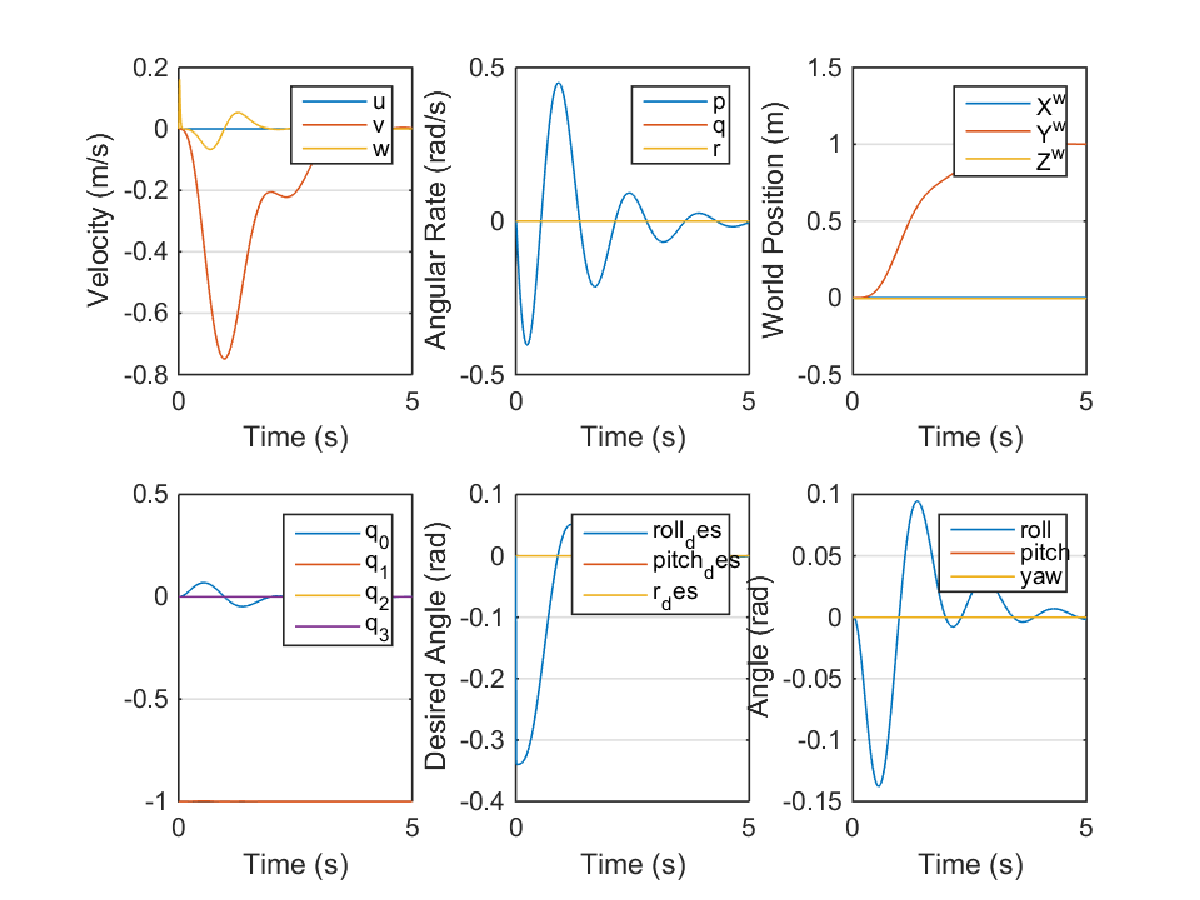 Velocity (m/s)
0.2
0
-0.2
-0.4
-0.6
-0.8
u
v
w
0
5
Time (s)
Angular Rate (rad/s)
0.5
0
-0.5
p
q
r
0
5
Time (s)
World Position (m)
1.5
1
0.5
0
-0.5
X^w
Y^w
Z^w
0
5
Time (s)
0.5
0
-0.5
-1
q_0
q_1
q_2
q_3
0
5
Time (s)
Desired Angle (rad)
0.1
0
-0.1
-0.2
-0.3
-0.4
roll_des
pitch_des
r_des
0
5
Time (s)
Angle (rad)
0.1
0.05
0
-0.05
-0.1
-0.15
roll
pitch
yaw
0
5
Time (s)